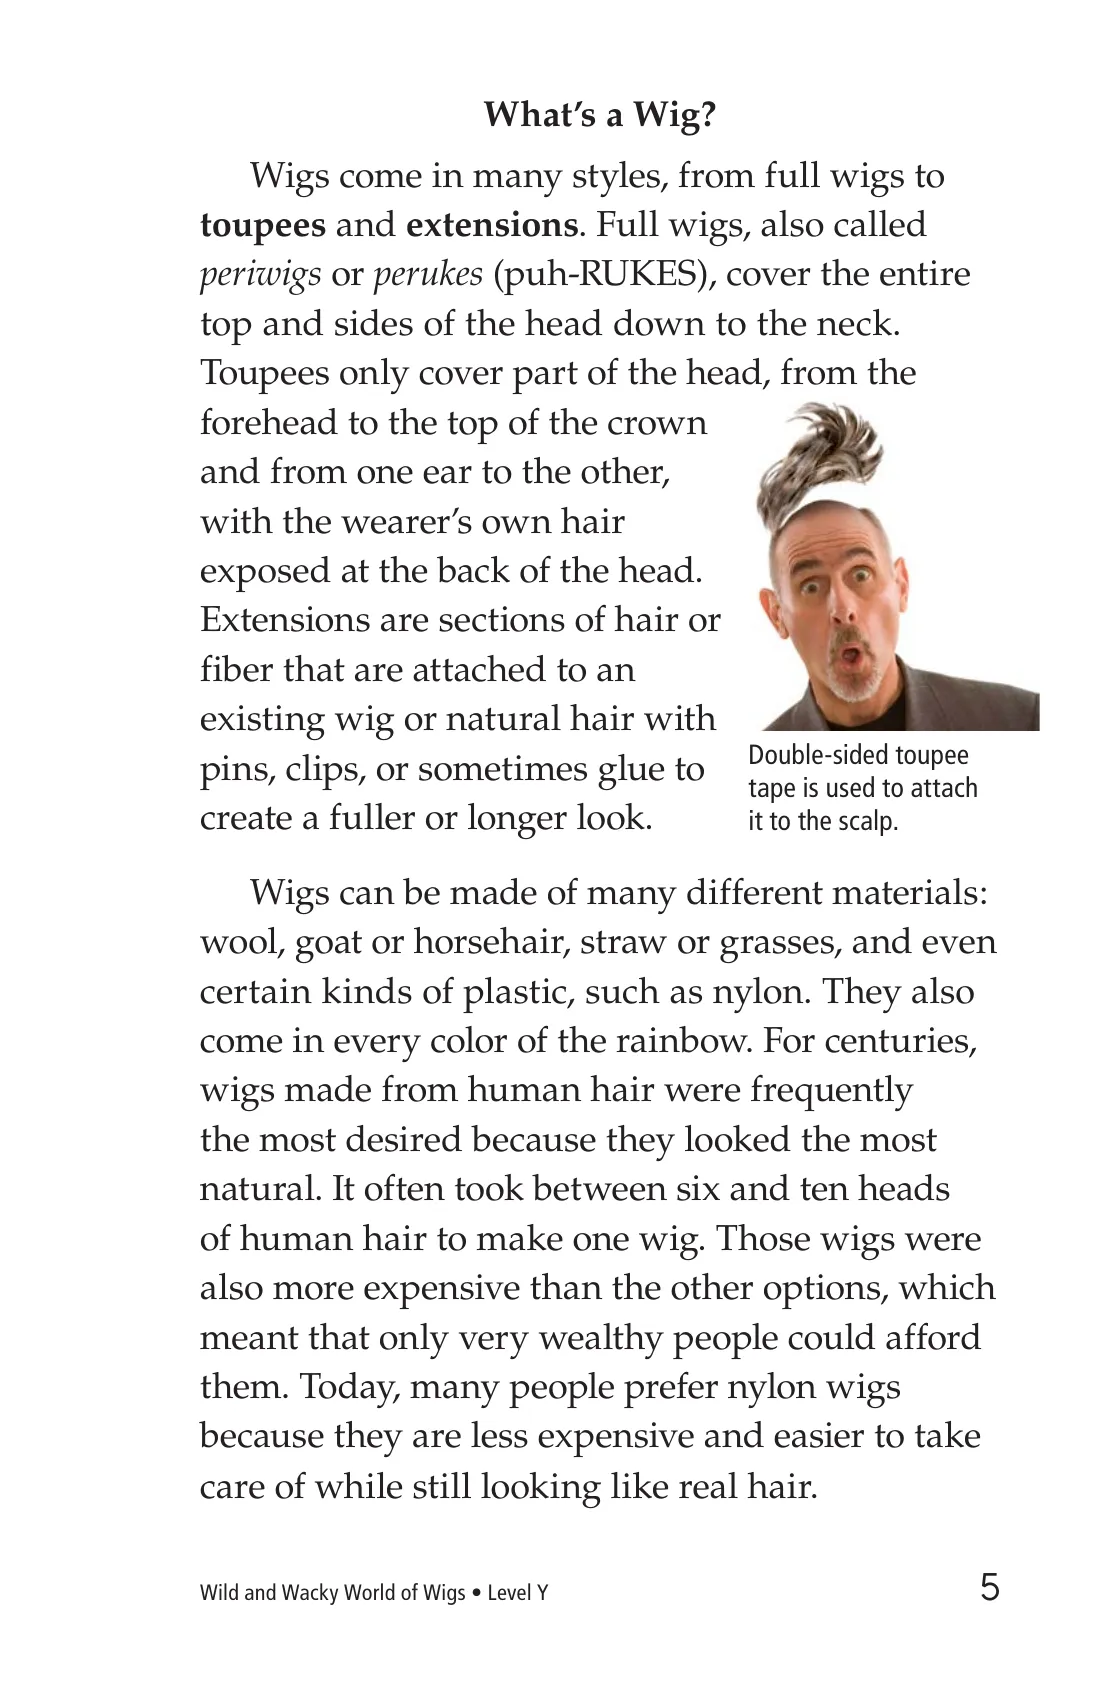 What's a Wig?
Wigs come in many styles, from full wigs to
toupees and extensions. Full wigs, also called
periwigs or perukes (puh-RUKES), cover the entire
top and sides of the head down to the neck.
Toupees only cover part of the head, from the
forehead to the top of the crown
and from one ear to the other,
with the wearer's own hair
exposed at the back of the head.
Extensions are sections of hair or
fiber that are attached to an
existing wig or natural hair with
pins, clips, or sometimes glue to
create a fuller or longer look.
Double-sided toupee
tape is used to attach
it to the scalp.
Wigs can be made of many different materials:
wool, goat or horsehair, straw or grasses, and even
certain kinds of plastic, such as nylon. They also
come in every color of the rainbow. For centuries,
wigs made from human hair were frequently
the most desired because they looked the most
natural. It often took between six and ten heads
of human hair to make one wig. Those wigs were
also more expensive than the other options, which
meant that only very wealthy people could afford
them. Today, many people prefer nylon wigs
because they are less expensive and easier to take
care of while still looking like real hair.
Wild and Wacky World of Wigs • Level Y
5